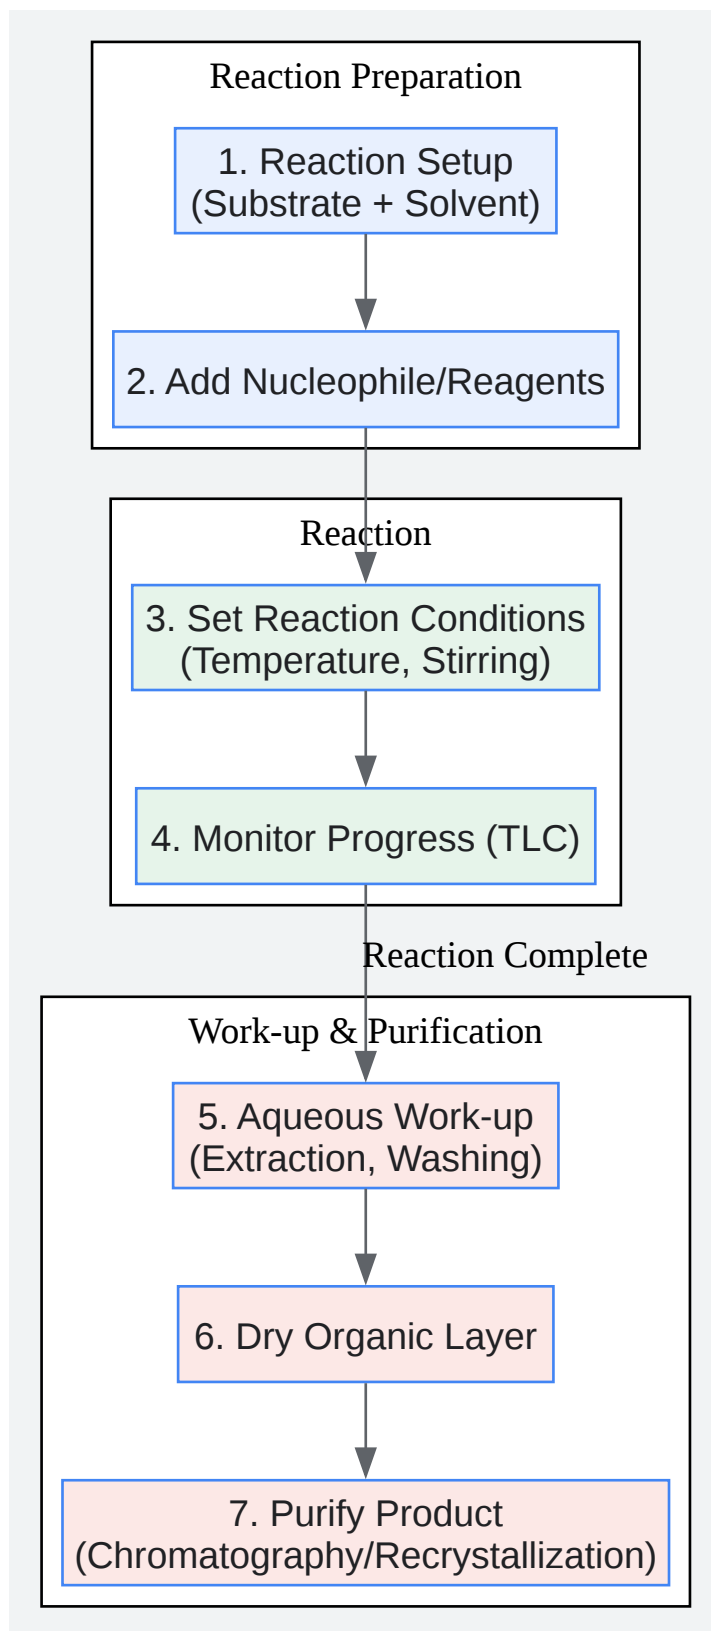 Reaction Preparation
1. Reaction Setup
(Substrate + Solvent)
2. Add Nucleophile/Reagents
Reaction
3. Set Reaction Conditions
(Temperature, Stirring)
4. Monitor Progress (TLC)
Reaction Complete
Work-up & Purification
5. Aqueous Work-up
(Extraction, Washing)
6. Dry Organic Layer
7. Purify Product
(Chromatography/Recrystallization)